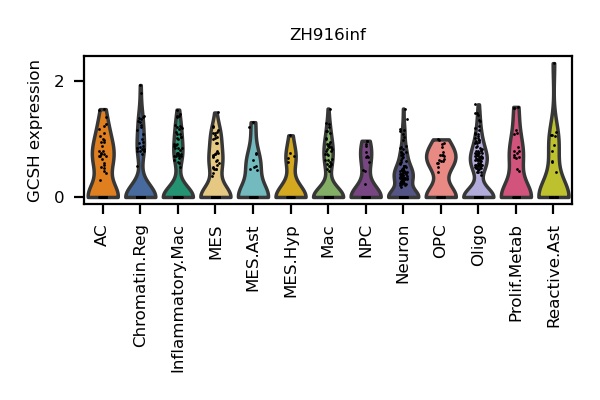 ZH916inf
GCSH expression
2
0
AC
Chromatin.Reg
Inflammatory.Mac
MES
MES.Ast
MES.Hyp
Mac
NPC
Neuron
OPC
Oligo
Prolif.Metab
Reactive.Ast